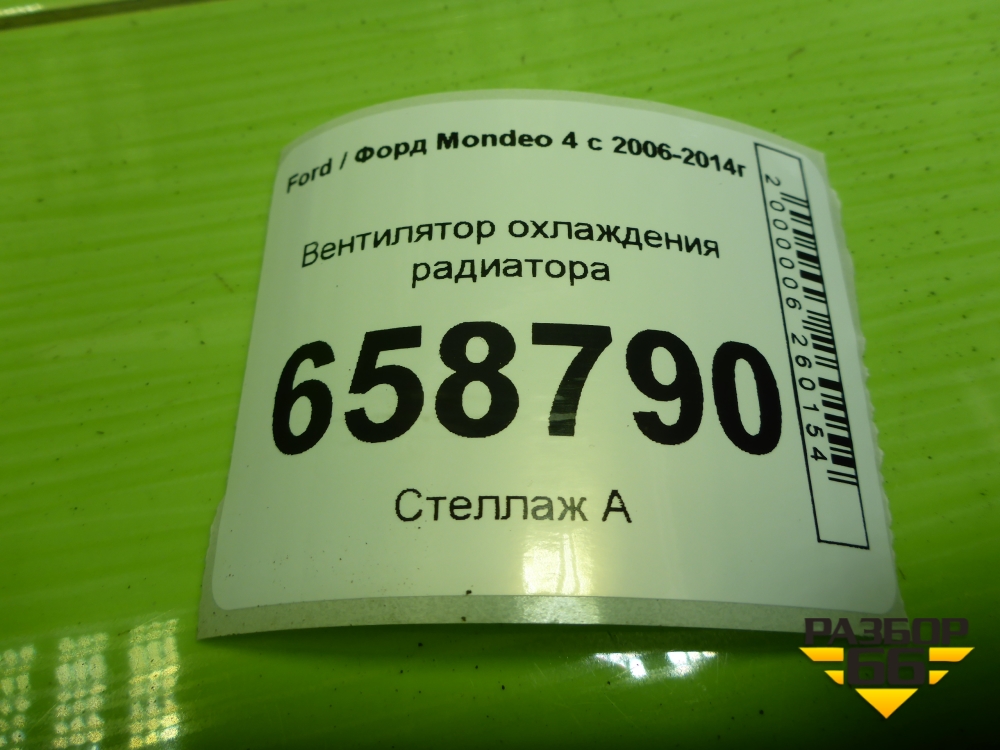 Ford / Форд Mondeo 4 с 2006-2014г
Вентилятор охлаждения
радиатора
658790
Стеллаж А
2000006260154
РАЗБОР
66